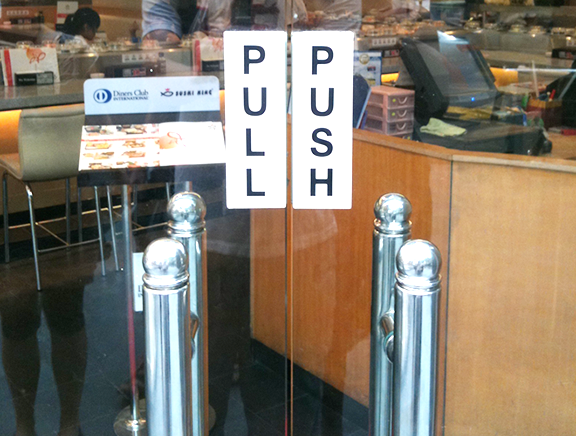 PULL
PUSH
Diners Club
INTERNATIONAL
SUSHI KING